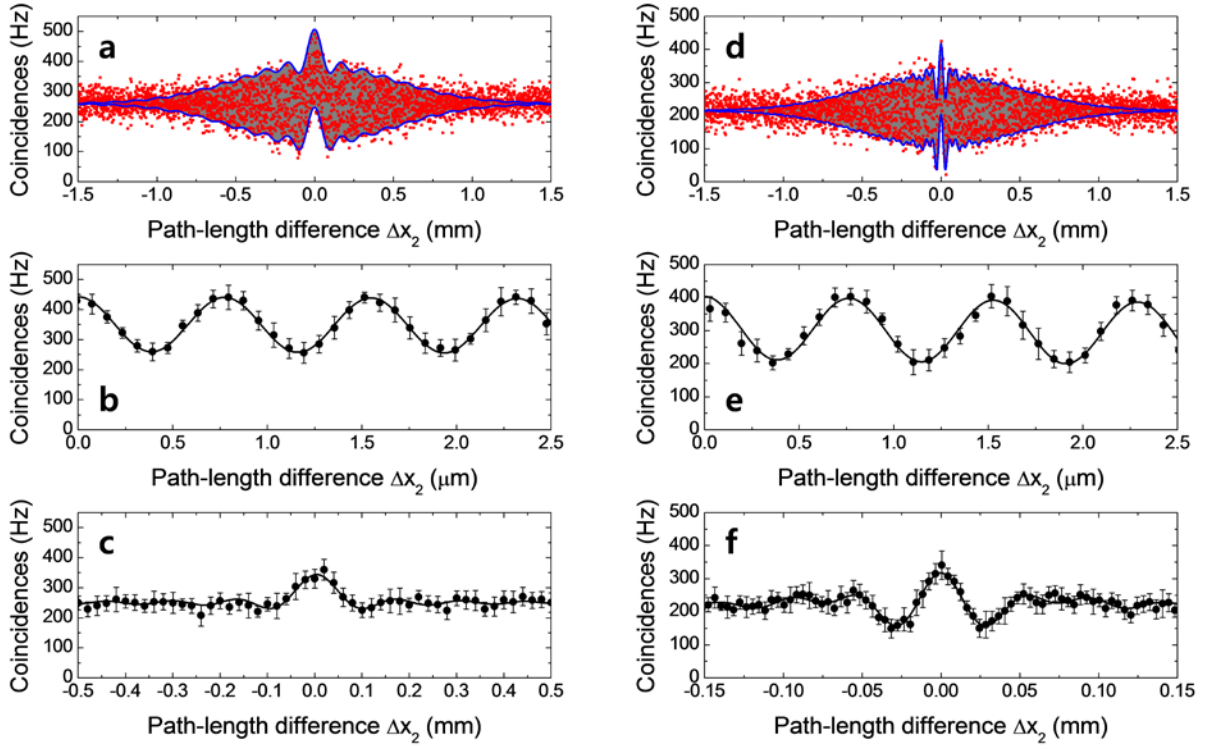 a
Coincidences (Hz)
500
400
300
200
100
0
-1.5 -1.0 -0.5 0.0 0.5 1.0 1.5
Path-length difference Δx₂ (mm)
d
Coincidences (Hz)
500
400
300
200
100
0
-1.5 -1.0 -0.5 0.0 0.5 1.0 1.5
Path-length difference Δx₂ (mm)
b
Coincidences (Hz)
500
400
300
200
100
0
0.0 0.5 1.0 1.5 2.0 2.5
Path-length difference Δx₂ (μm)
e
Coincidences (Hz)
500
400
300
200
100
0
0.0 0.5 1.0 1.5 2.0 2.5
Path-length difference Δx₂ (μm)
c
Coincidences (Hz)
500
400
300
200
100
0
-0.5 -0.4 -0.3 -0.2 -0.1 0.0 0.1 0.2 0.3 0.4 0.5
Path-length difference Δx₂ (mm)
f
Coincidences (Hz)
500
400
300
200
100
0
-0.15 -0.10 -0.05 0.00 0.05 0.10 0.15
Path-length difference Δx₂ (mm)